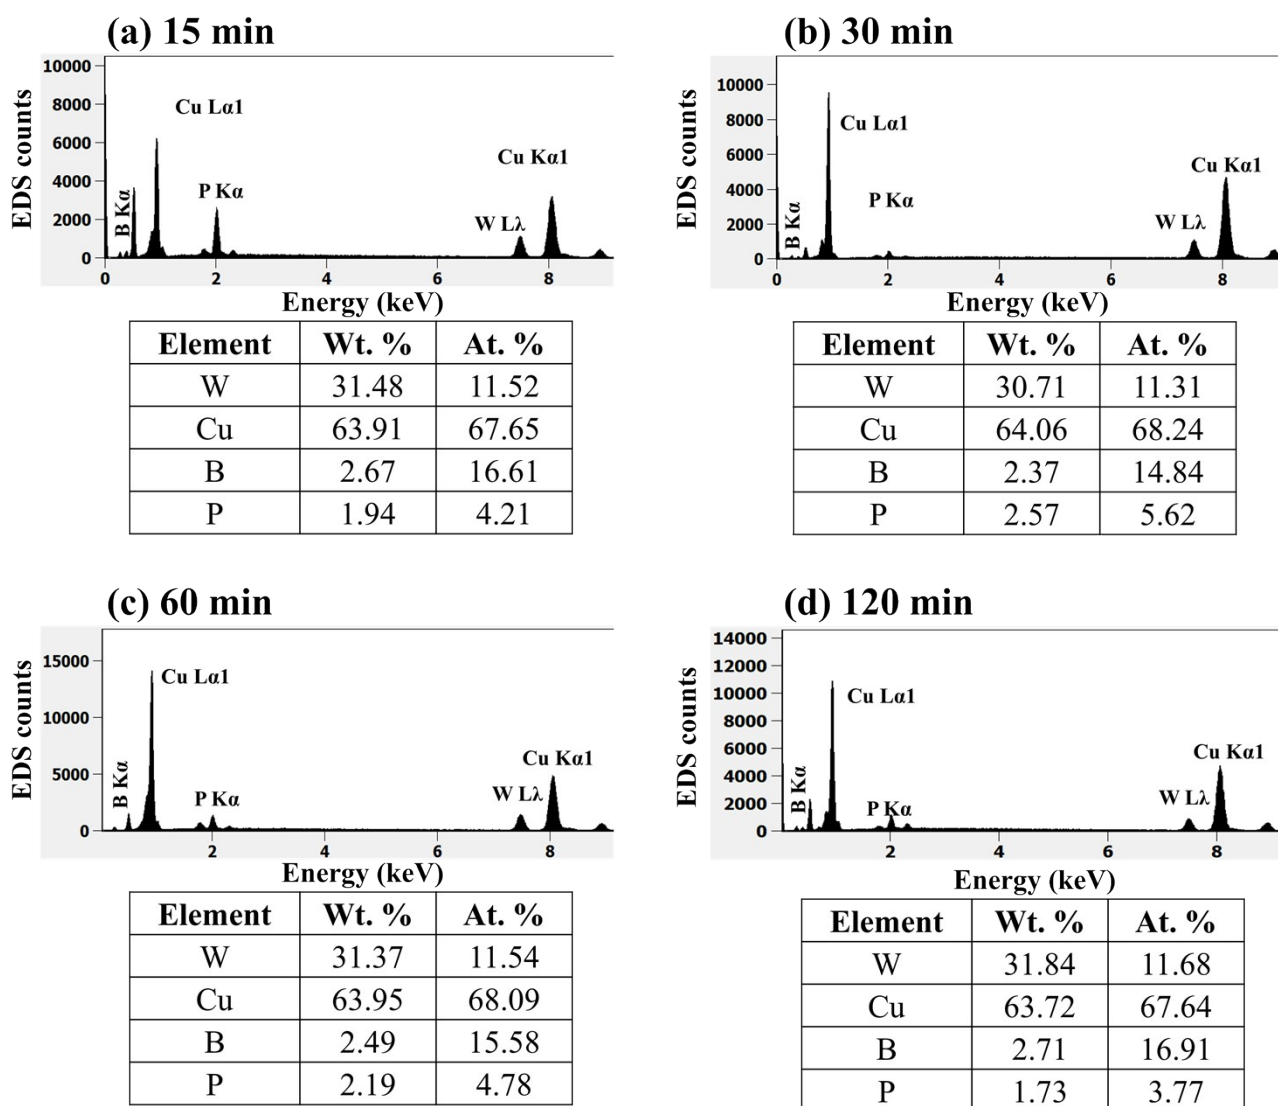 (a) 15 min
10000
8000
6000
4000
2000
0
EDS counts
Cu Lα1
B Kα
P Kα
W Lλ
Cu Kα1
0 2 4 6 8
Energy (keV)
Element Wt. % At. %
W 31.48 11.52
Cu 63.91 67.65
B 2.67 16.61
P 1.94 4.21
(b) 30 min
10000
8000
6000
4000
2000
0
EDS counts
Cu Lα1
B Kα
P Kα
W Lλ
Cu Kα1
0 2 4 6 8
Energy (keV)
Element Wt. % At. %
W 30.71 11.31
Cu 64.06 68.24
B 2.37 14.84
P 2.57 5.62
(c) 60 min
15000
10000
5000
0
EDS counts
Cu Lα1
B Kα
P Kα
W Lλ
Cu Kα1
2 4 6 8
Energy (keV)
Element Wt. % At. %
W 31.37 11.54
Cu 63.95 68.09
B 2.49 15.58
P 2.19 4.78
(d) 120 min
14000
12000
10000
8000
6000
4000
2000
0
EDS counts
Cu Lα1
B Kα
P Kα
W Lλ
Cu Kα1
2 4 6 8
Energy (keV)
Element Wt. % At. %
W 31.84 11.68
Cu 63.72 67.64
B 2.71 16.91
P 1.73 3.77